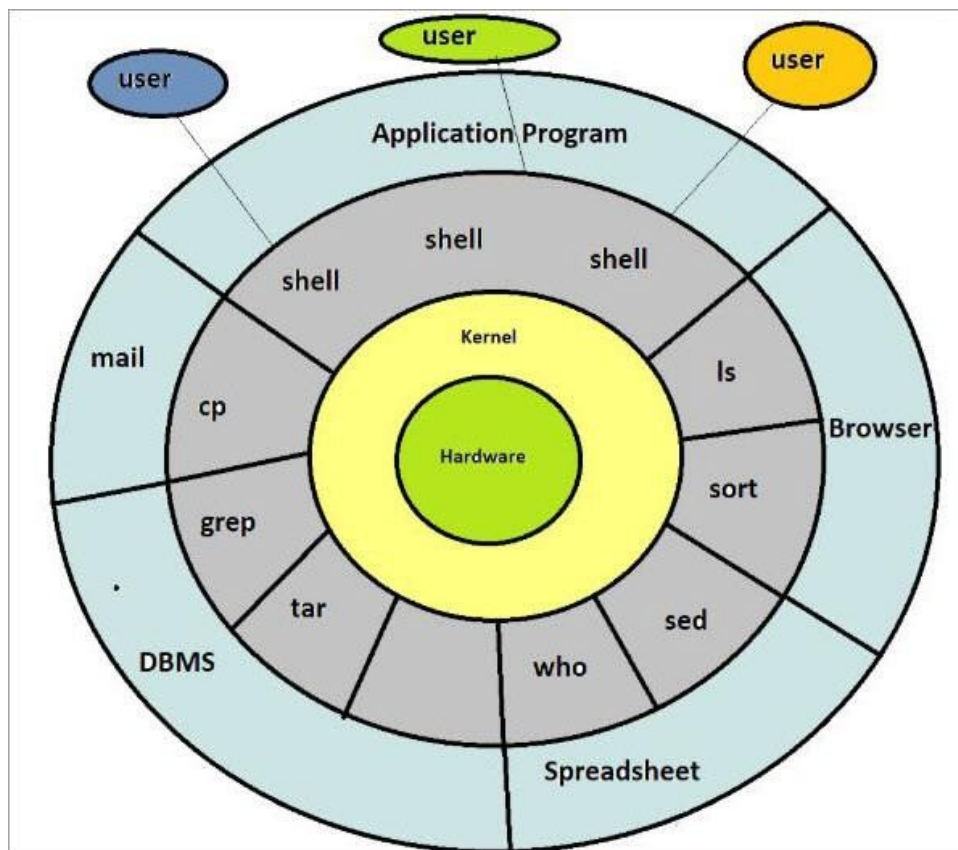 user
user
user
Application Program
shell
shell
shell
Kernel
mail
ls
cp
Browser
Hardware
sort
grep
tar
sed
DBMS
who
Spreadsheet